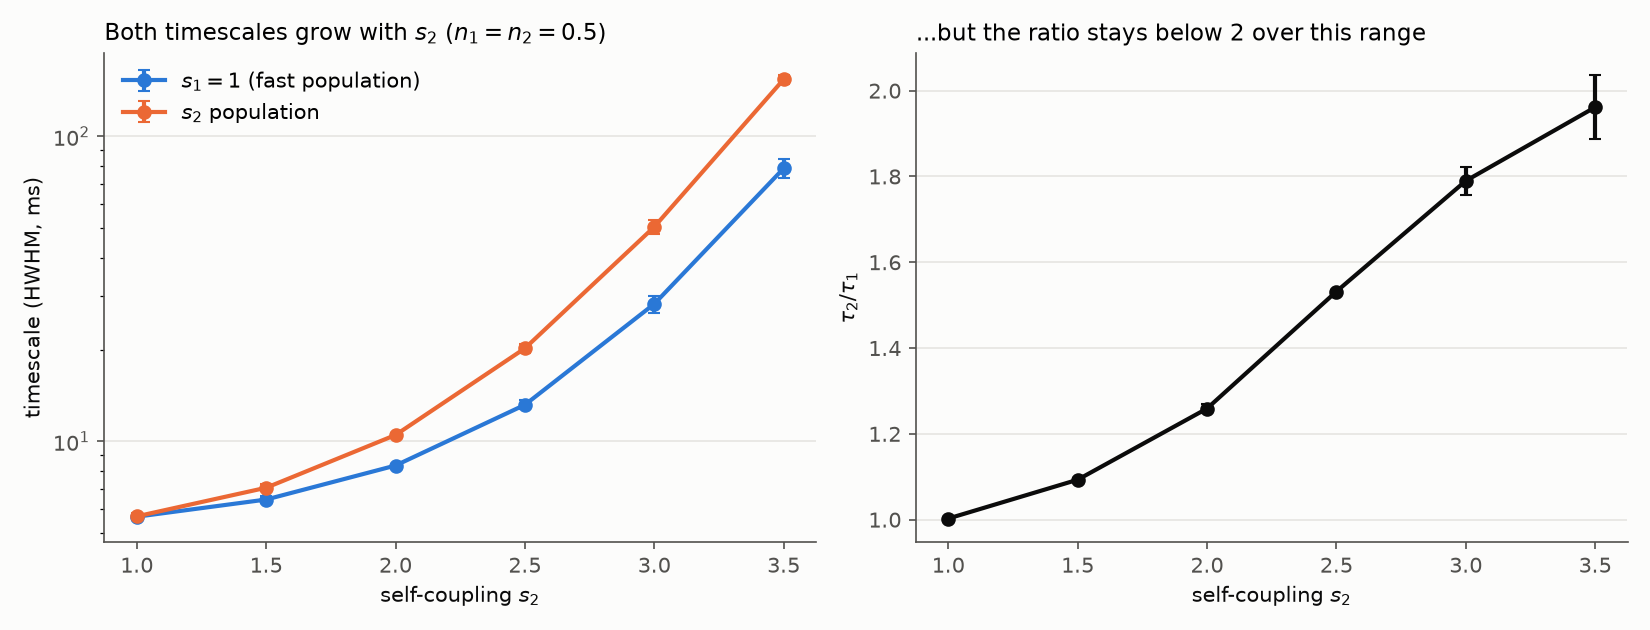 Both timescales grow with s₂ (n₁ = n₂ = 0.5)
s₁ = 1 (fast population)
s₂ population
timescale (HWHM, ms)
10²
10¹
1.0 1.5 2.0 2.5 3.0 3.5
self-coupling s₂
...but the ratio stays below 2 over this range
τ₂/τ₁
2.0
1.8
1.6
1.4
1.2
1.0
1.0 1.5 2.0 2.5 3.0 3.5
self-coupling s₂